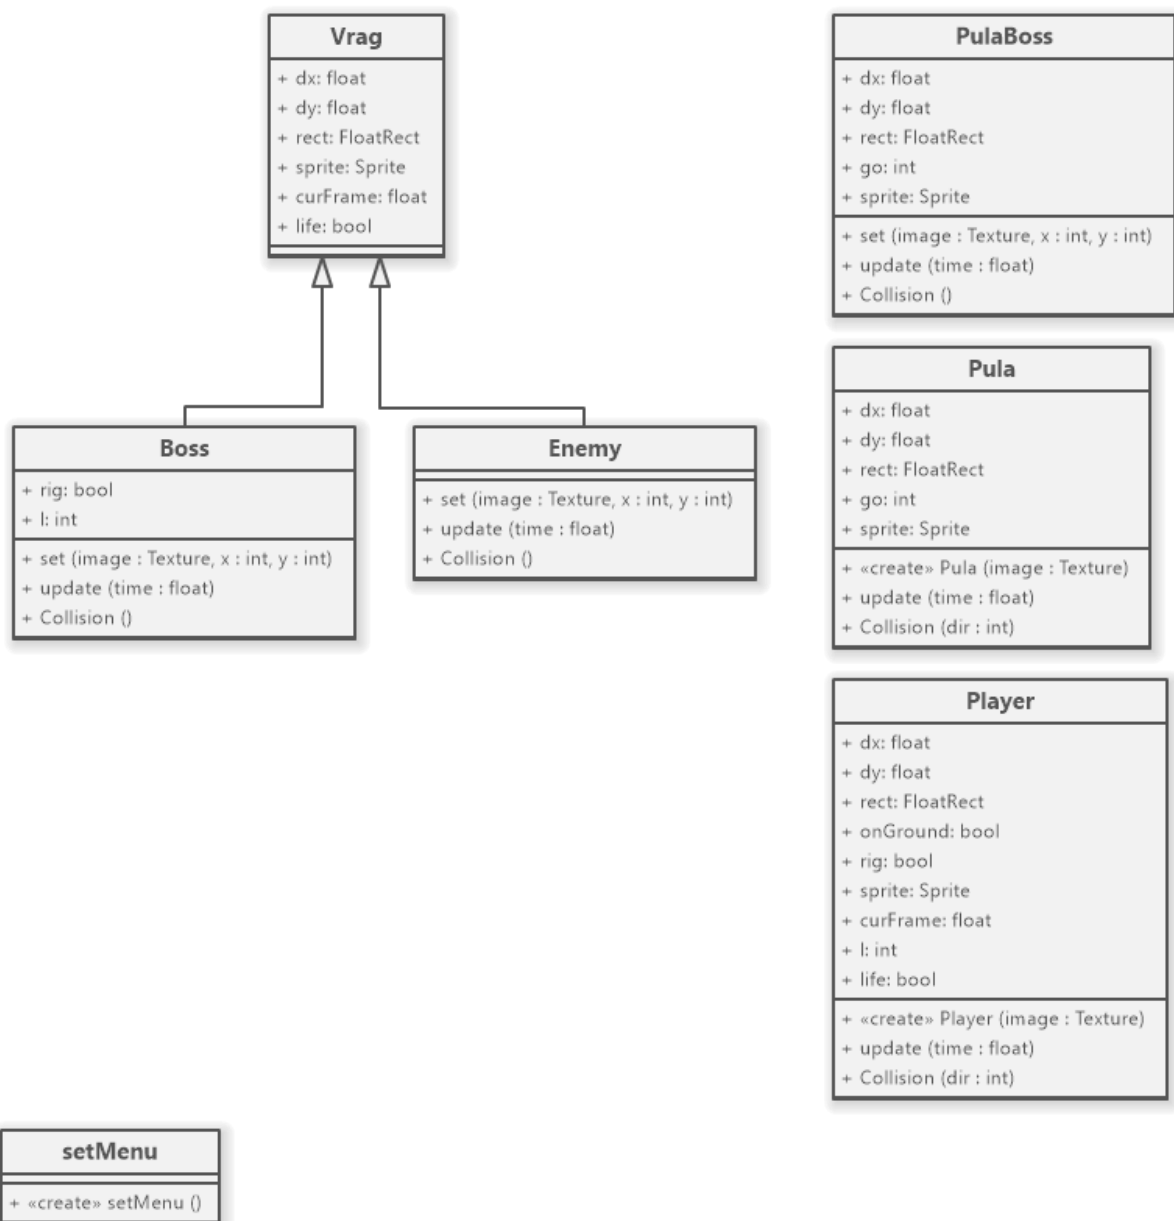 Vrag
+ dx: float
+ dy: float
+ rect: FloatRect
+ sprite: Sprite
+ curFrame: float
+ life: bool
Boss
+ rig: bool
+ l: int
+ set (image : Texture, x : int, y : int)
+ update (time : float)
+ Collision ()
Enemy
+ set (image : Texture, x : int, y : int)
+ update (time : float)
+ Collision ()
PulaBoss
+ dx: float
+ dy: float
+ rect: FloatRect
+ go: int
+ sprite: Sprite
+ set (image : Texture, x : int, y : int)
+ update (time : float)
+ Collision ()
Pula
+ dx: float
+ dy: float
+ rect: FloatRect
+ go: int
+ sprite: Sprite
+ «create» Pula (image : Texture)
+ update (time : float)
+ Collision (dir : int)
Player
+ dx: float
+ dy: float
+ rect: FloatRect
+ onGround: bool
+ rig: bool
+ sprite: Sprite
+ curFrame: float
+ l: int
+ life: bool
+ «create» Player (image : Texture)
+ update (time : float)
+ Collision (dir : int)
setMenu
+ «create» setMenu ()